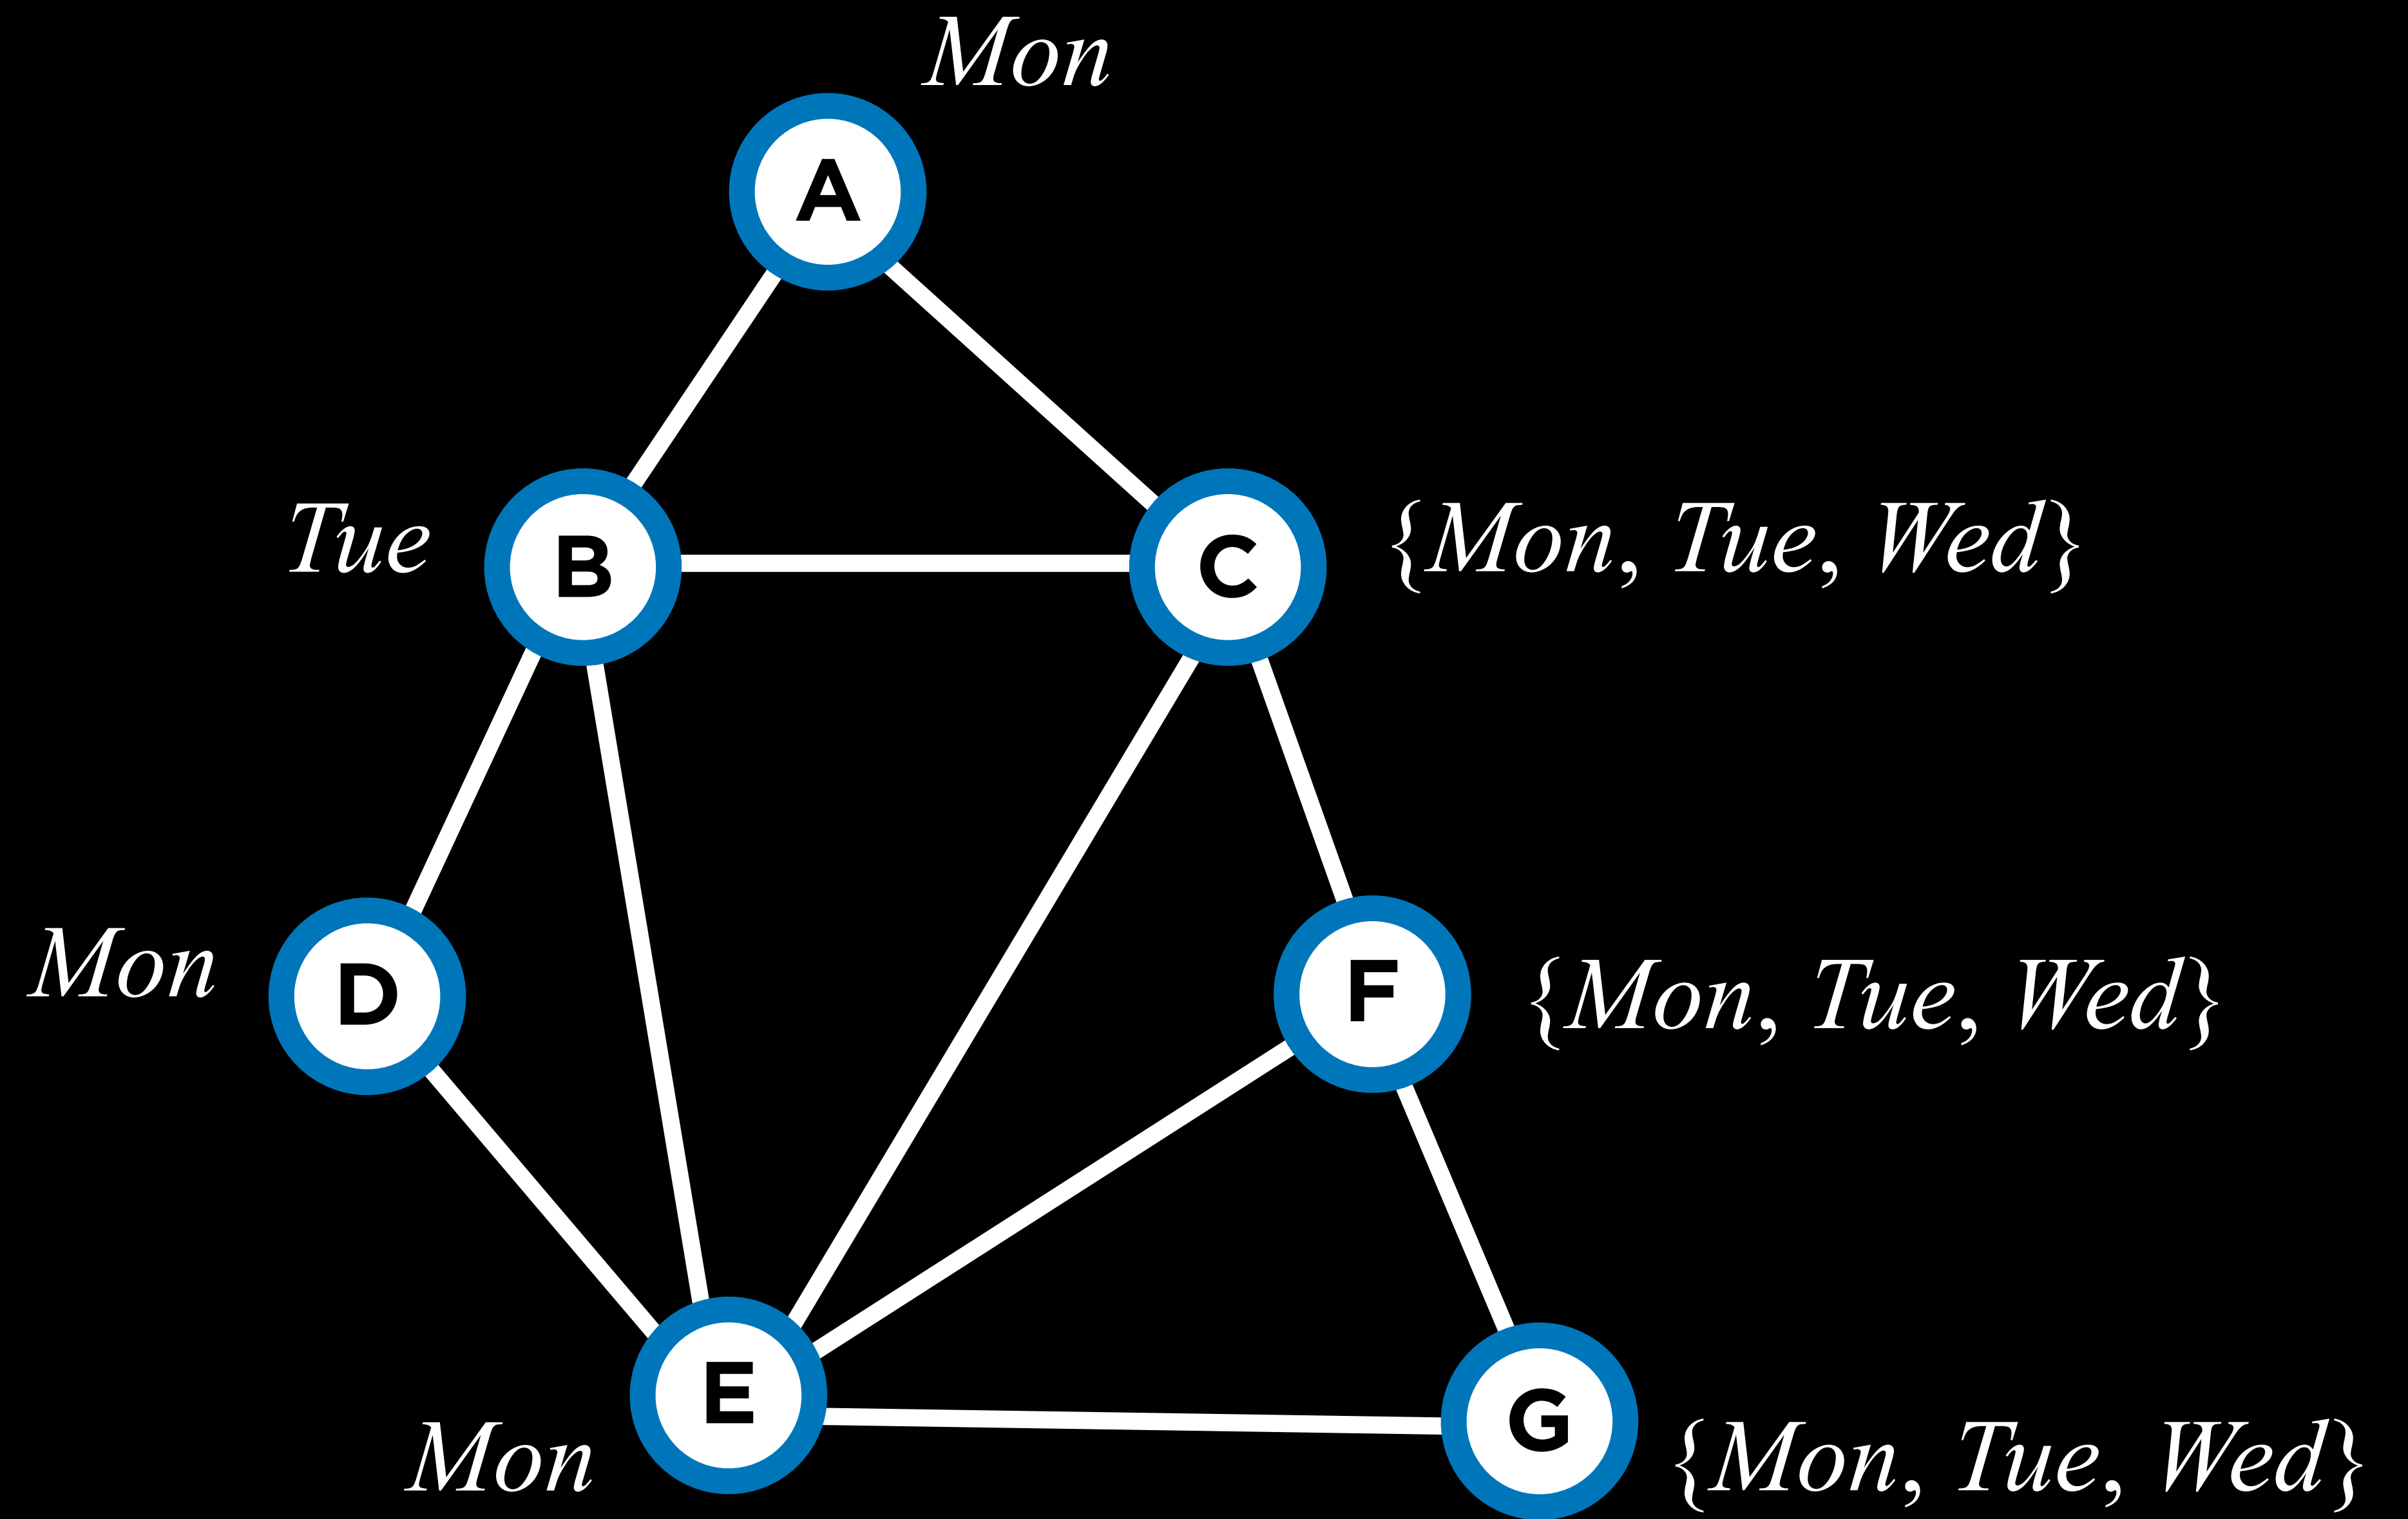 Mon
A
Tue
B
C
{Mon, Tue, Wed}
Mon
D
F
{Mon, Tue, Wed}
E
Mon
G
{Mon, Tue, Wed}